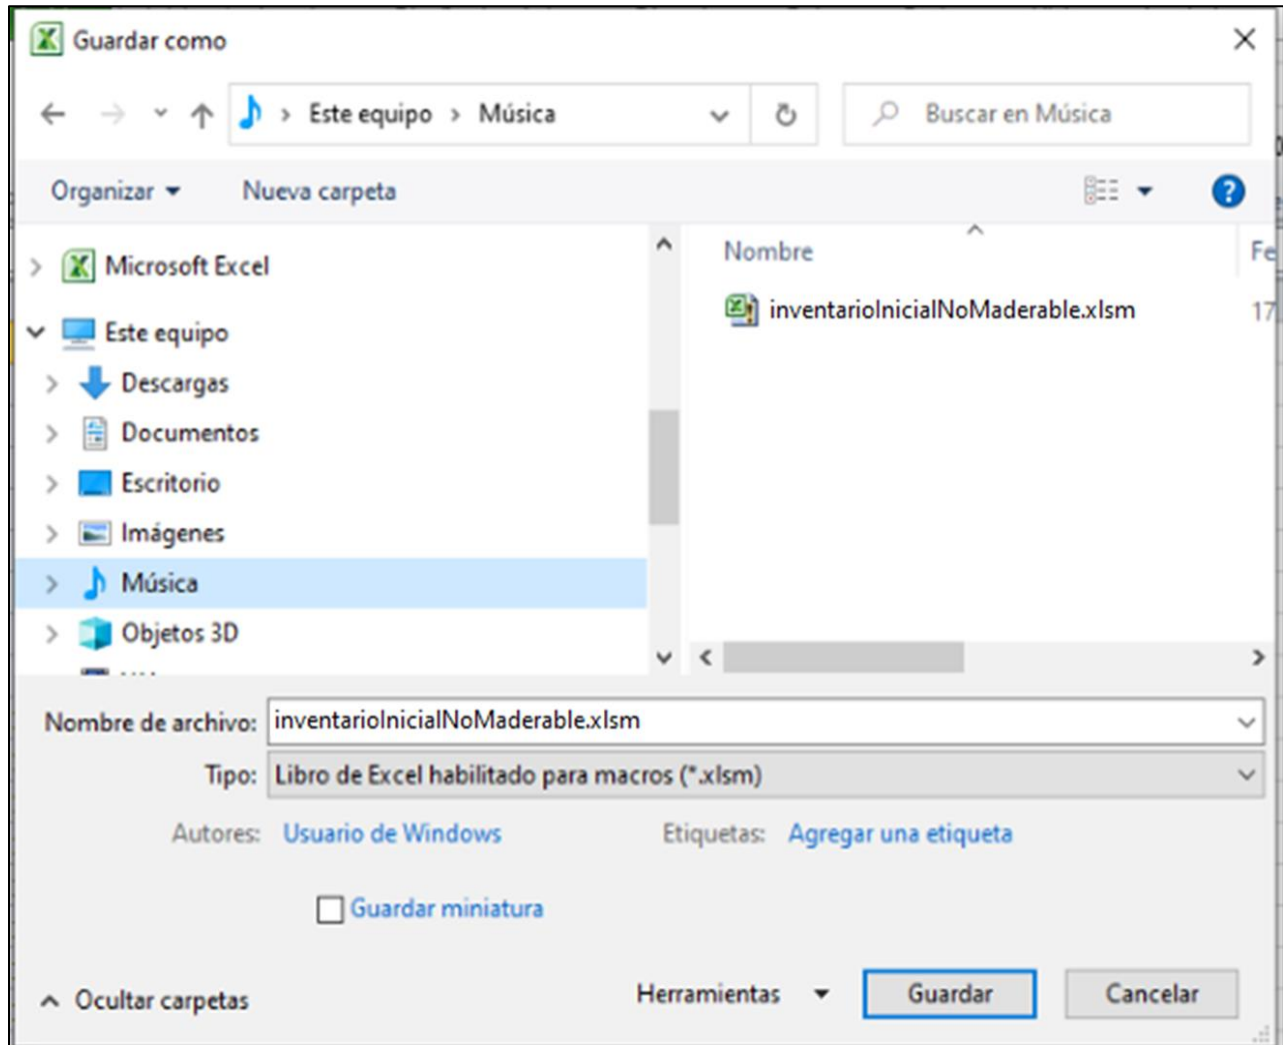 Guardar como
Este equipo > Música
Buscar en Música
Organizar
Nueva carpeta
?
Microsoft Excel
Este equipo
Descargas
Documentos
Escritorio
Imágenes
Música
Objetos 3D
Nombre
Fe
inventarioInicialNoMaderable.xlsm
17
Nombre de archivo: inventarioInicialNoMaderable.xlsm
Tipo: Libro de Excel habilitado para macros (*.xlsm)
Autores: Usuario de Windows Etiquetas: Agregar una etiqueta
Guardar miniatura
Ocultar carpetas
Herramientas
Guardar
Cancelar